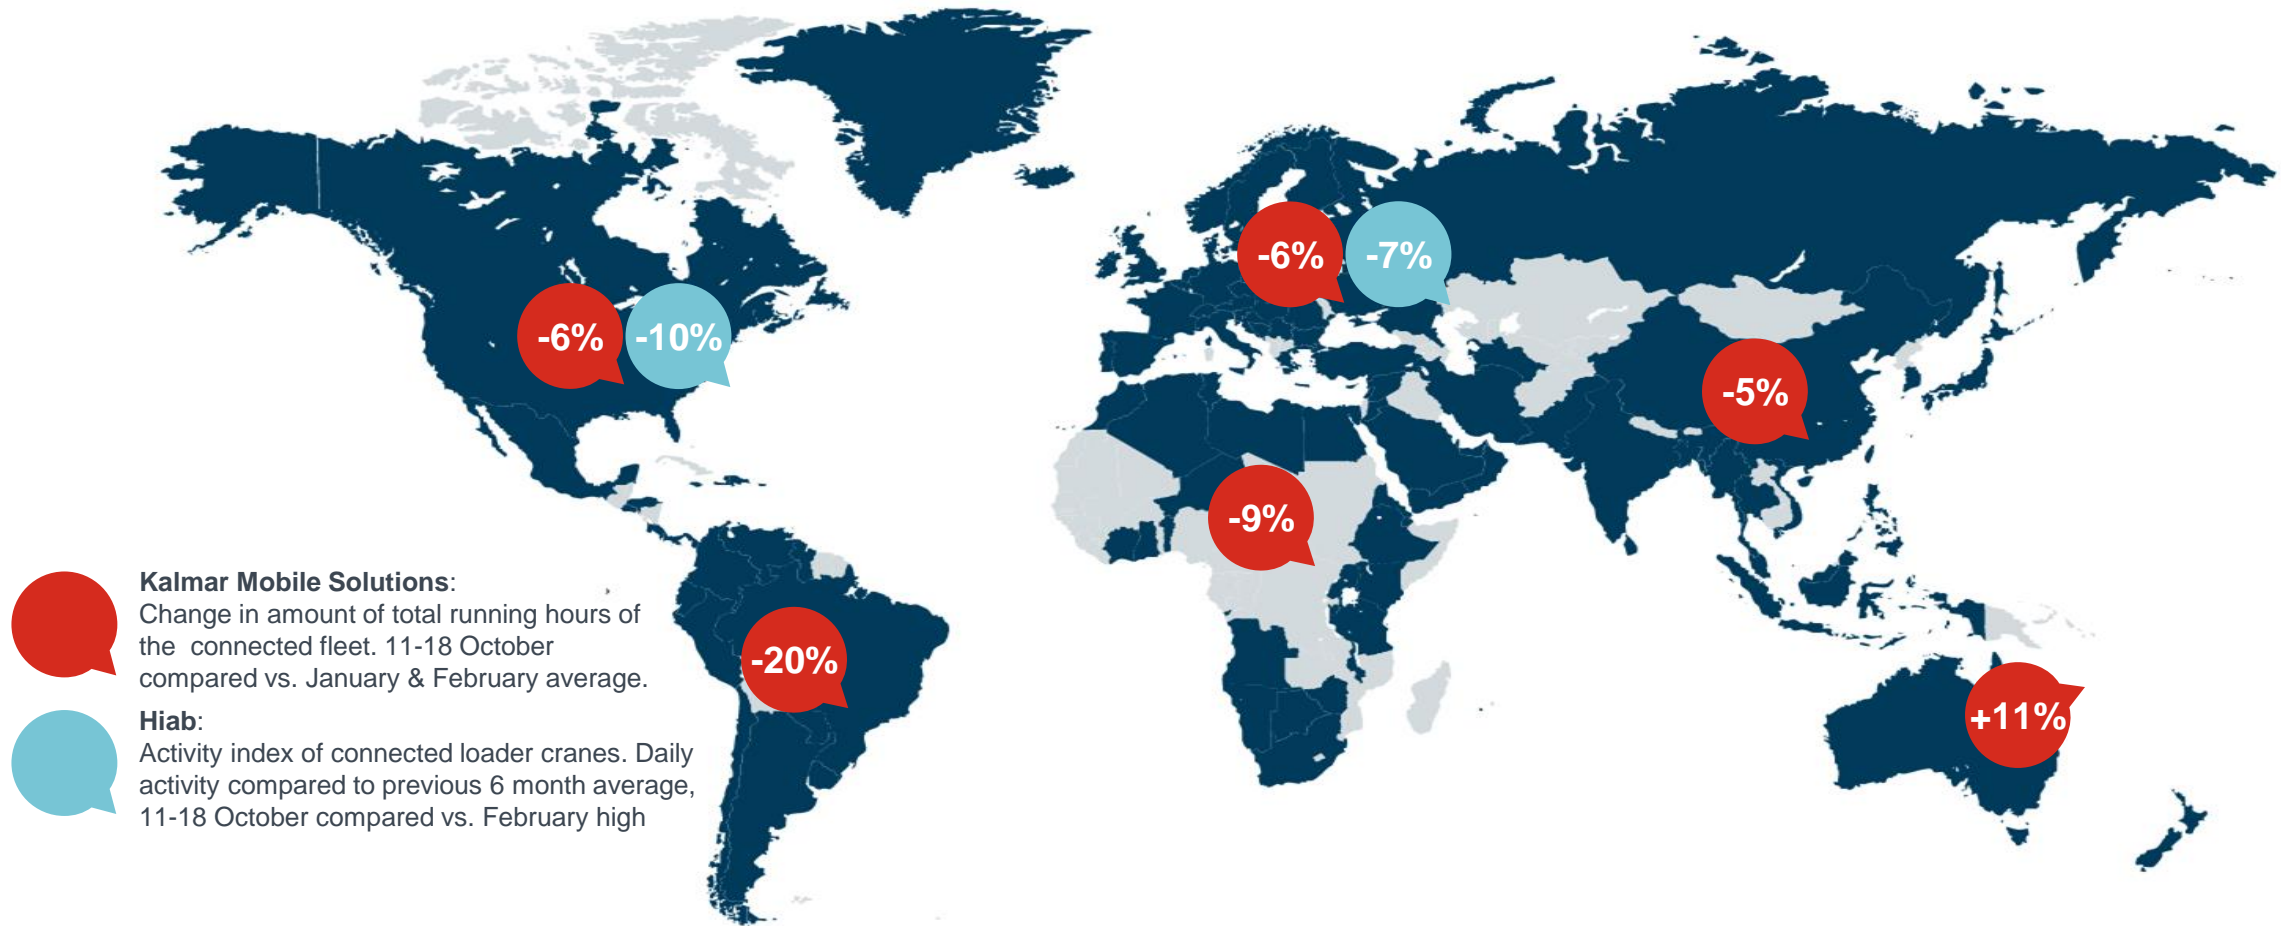 -6%
-7%
-6%
-10%
-5%
-9%
Kalmar Mobile Solutions:
Change in amount of total running hours of
the connected fleet. 11-18 October
compared vs. January & February average.
-20%
+11%
Hiab:
Activity index of connected loader cranes. Daily
activity compared to previous 6 month average,
11-18 October compared vs. February high